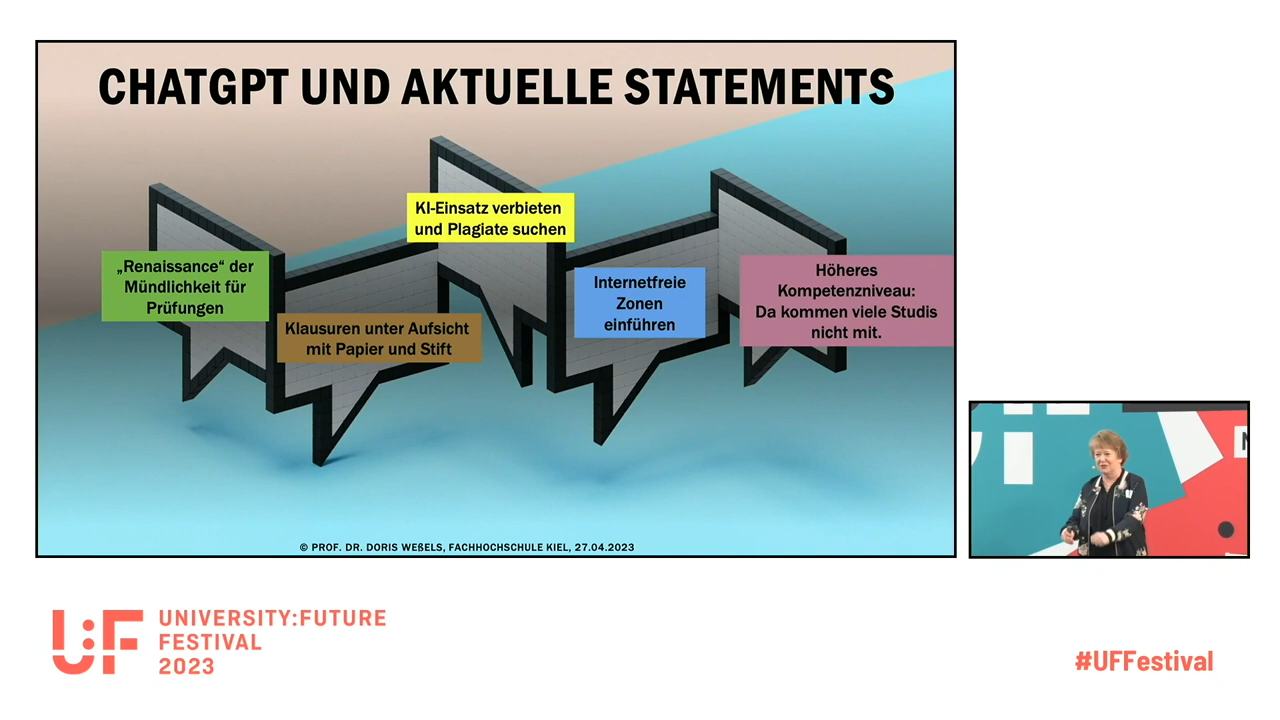 CHATGPT UND AKTUELLE STATEMENTS
KI-Einsatz verbieten
und Plagiate suchen
„Renaissance“ der
Mündlichkeit für
Prüfungen
Internetfreie
Zonen
einführen
Höheres
Kompetenzniveau:
Da kommen viele Studis
nicht mit.
Klausuren unter Aufsicht
mit Papier und Stift
© PROF. DR. DORIS WEßELS, FACHHOCHSCHULE KIEL, 27.04.2023
U:F
UNIVERSITY:FUTURE
FESTIVAL
2023
#UFFestival